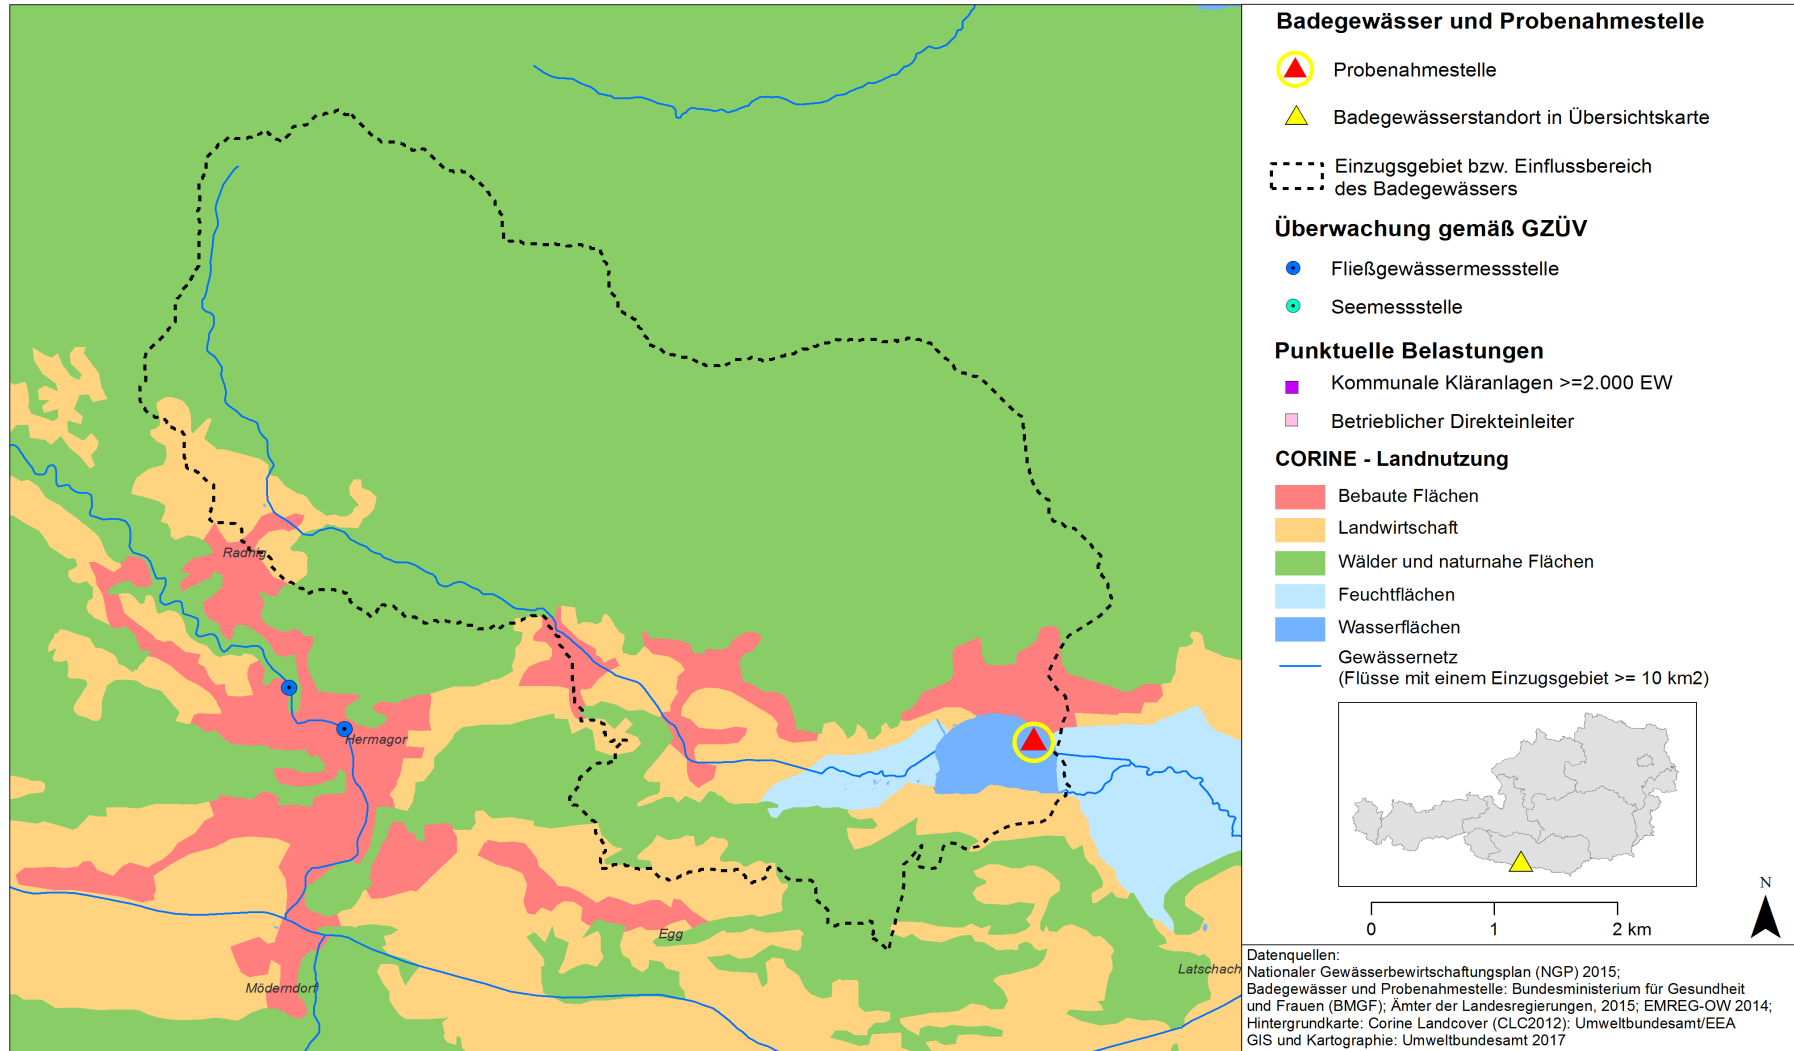 Badegewässer und Probenahmestelle
Probenahmestelle
Badegewässerstandort in Übersichtskarte
Einzugsgebiet bzw. Einflussbereich
des Badegewässers
Überwachung gemäß GZÜV
Fließgewässermessstelle
Seemessstelle
Punktuelle Belastungen
Kommunale Kläranlagen >=2.000 EW
Betrieblicher Direkteinleiter
CORINE - Landnutzung
Bebaute Flächen
Landwirtschaft
Wälder und naturnahe Flächen
Feuchtflächen
Wasserflächen
Gewässernetz
(Flüsse mit einem Einzugsgebiet >= 10 km2)
N
0 1 2 km
Datenquellen:
Nationaler Gewässerbewirtschaftungsplan (NGP) 2015;
Badegewässer und Probenahmestelle: Bundesministerium für Gesundheit
und Frauen (BMGF); Ämter der Landesregierungen, 2015; EMREG-OW 2014;
Hintergrundkarte: Corine Landcover (CLC2012): Umweltbundesamt/EEA
GIS und Kartographie: Umweltbundesamt 2017
Radnig
Hermagor
Egg
Latschach
Möderndorf